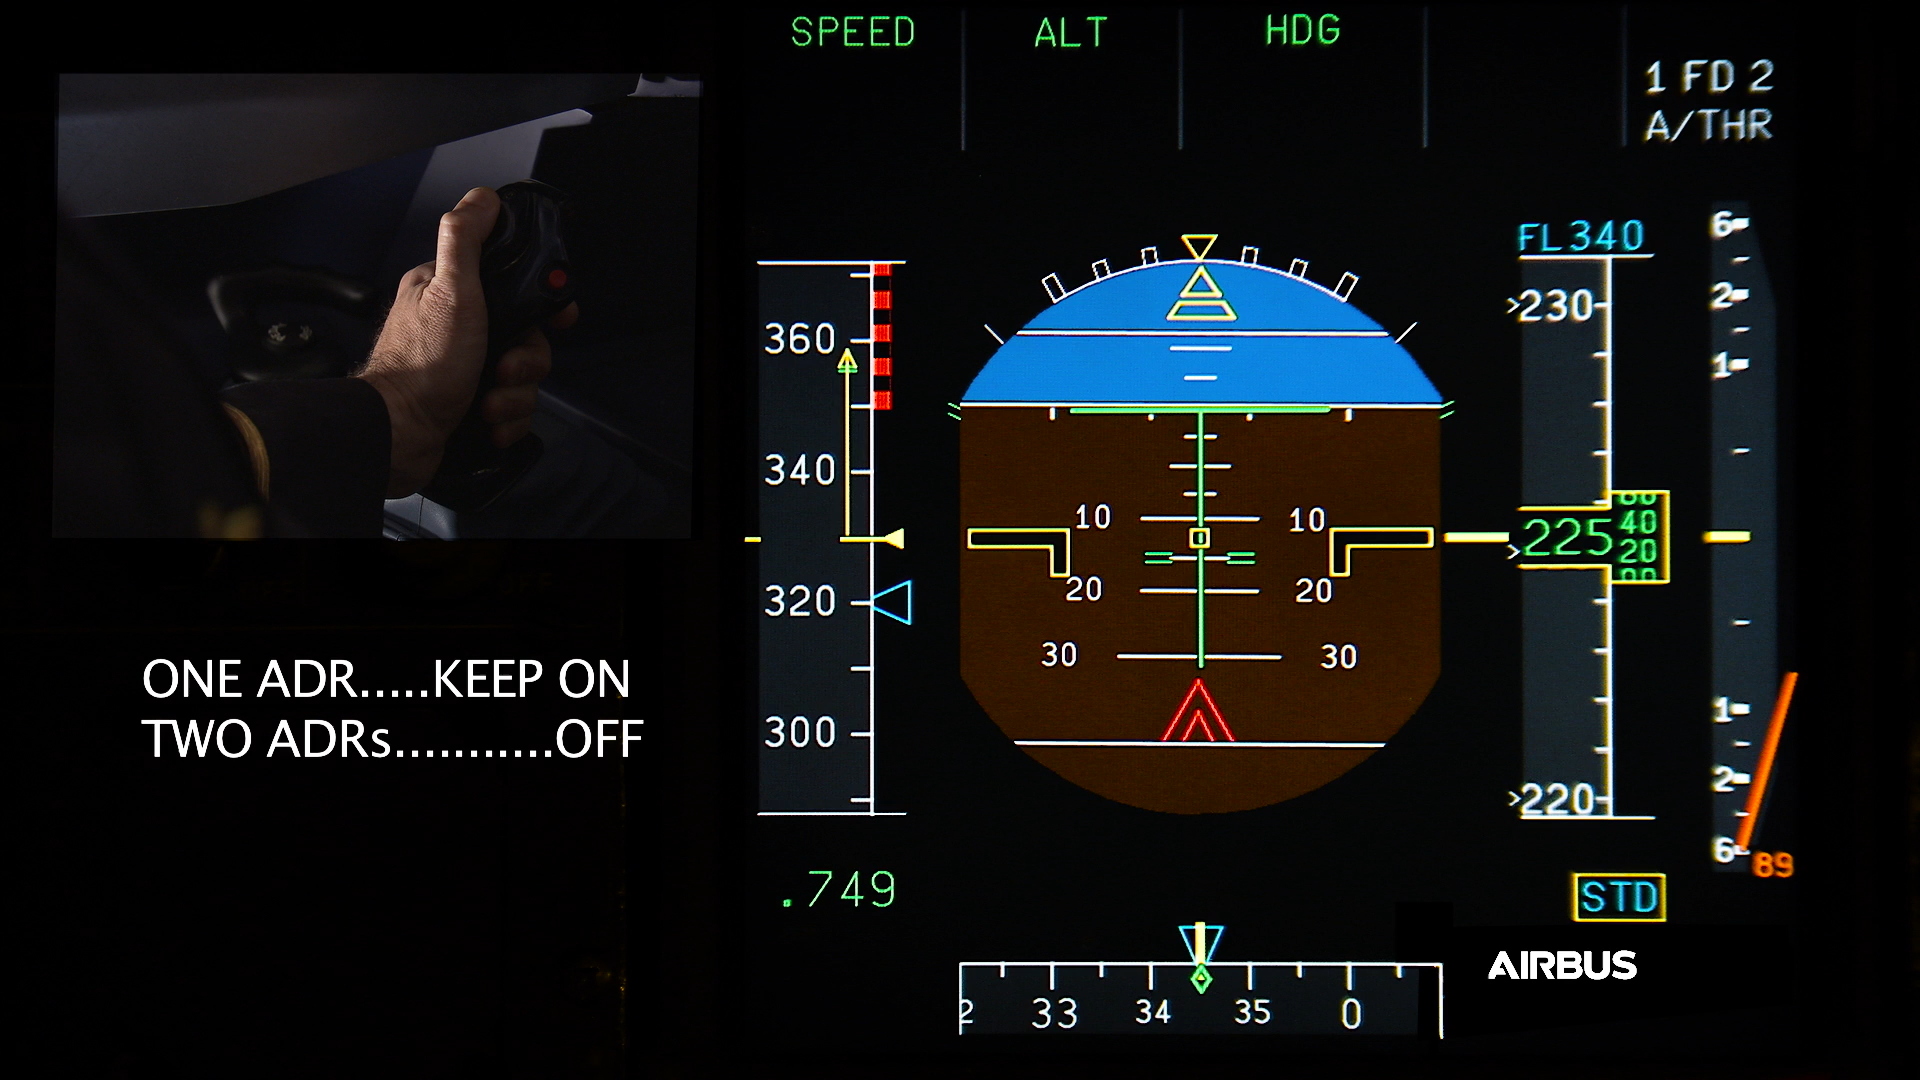 SPEED ALT HDG
1 FD 2
A/THR
FL340
360
340
320
300
.749
10 10
20 20
30 30
>230
225
40
20
>220
6
2
1
1
2
6
89
STD
33 34 35 0
ONE ADR.....KEEP ON
TWO ADRs...........OFF
AIRBUS